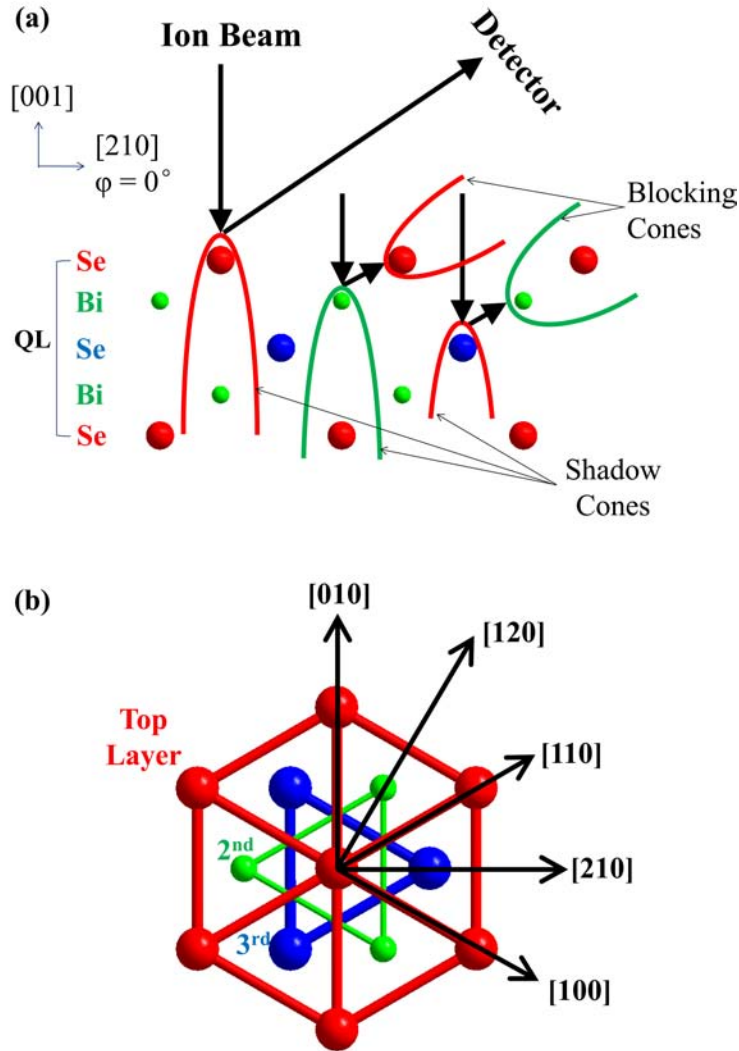 (a)
Ion Beam
Detector
[001]
[210]
φ = 0°
Blocking
Cones
Se
Bi
QL
Se
Bi
Se
Shadow
Cones
(b)
[010]
[120]
Top
Layer
[110]
2nd
[210]
3rd
[100]